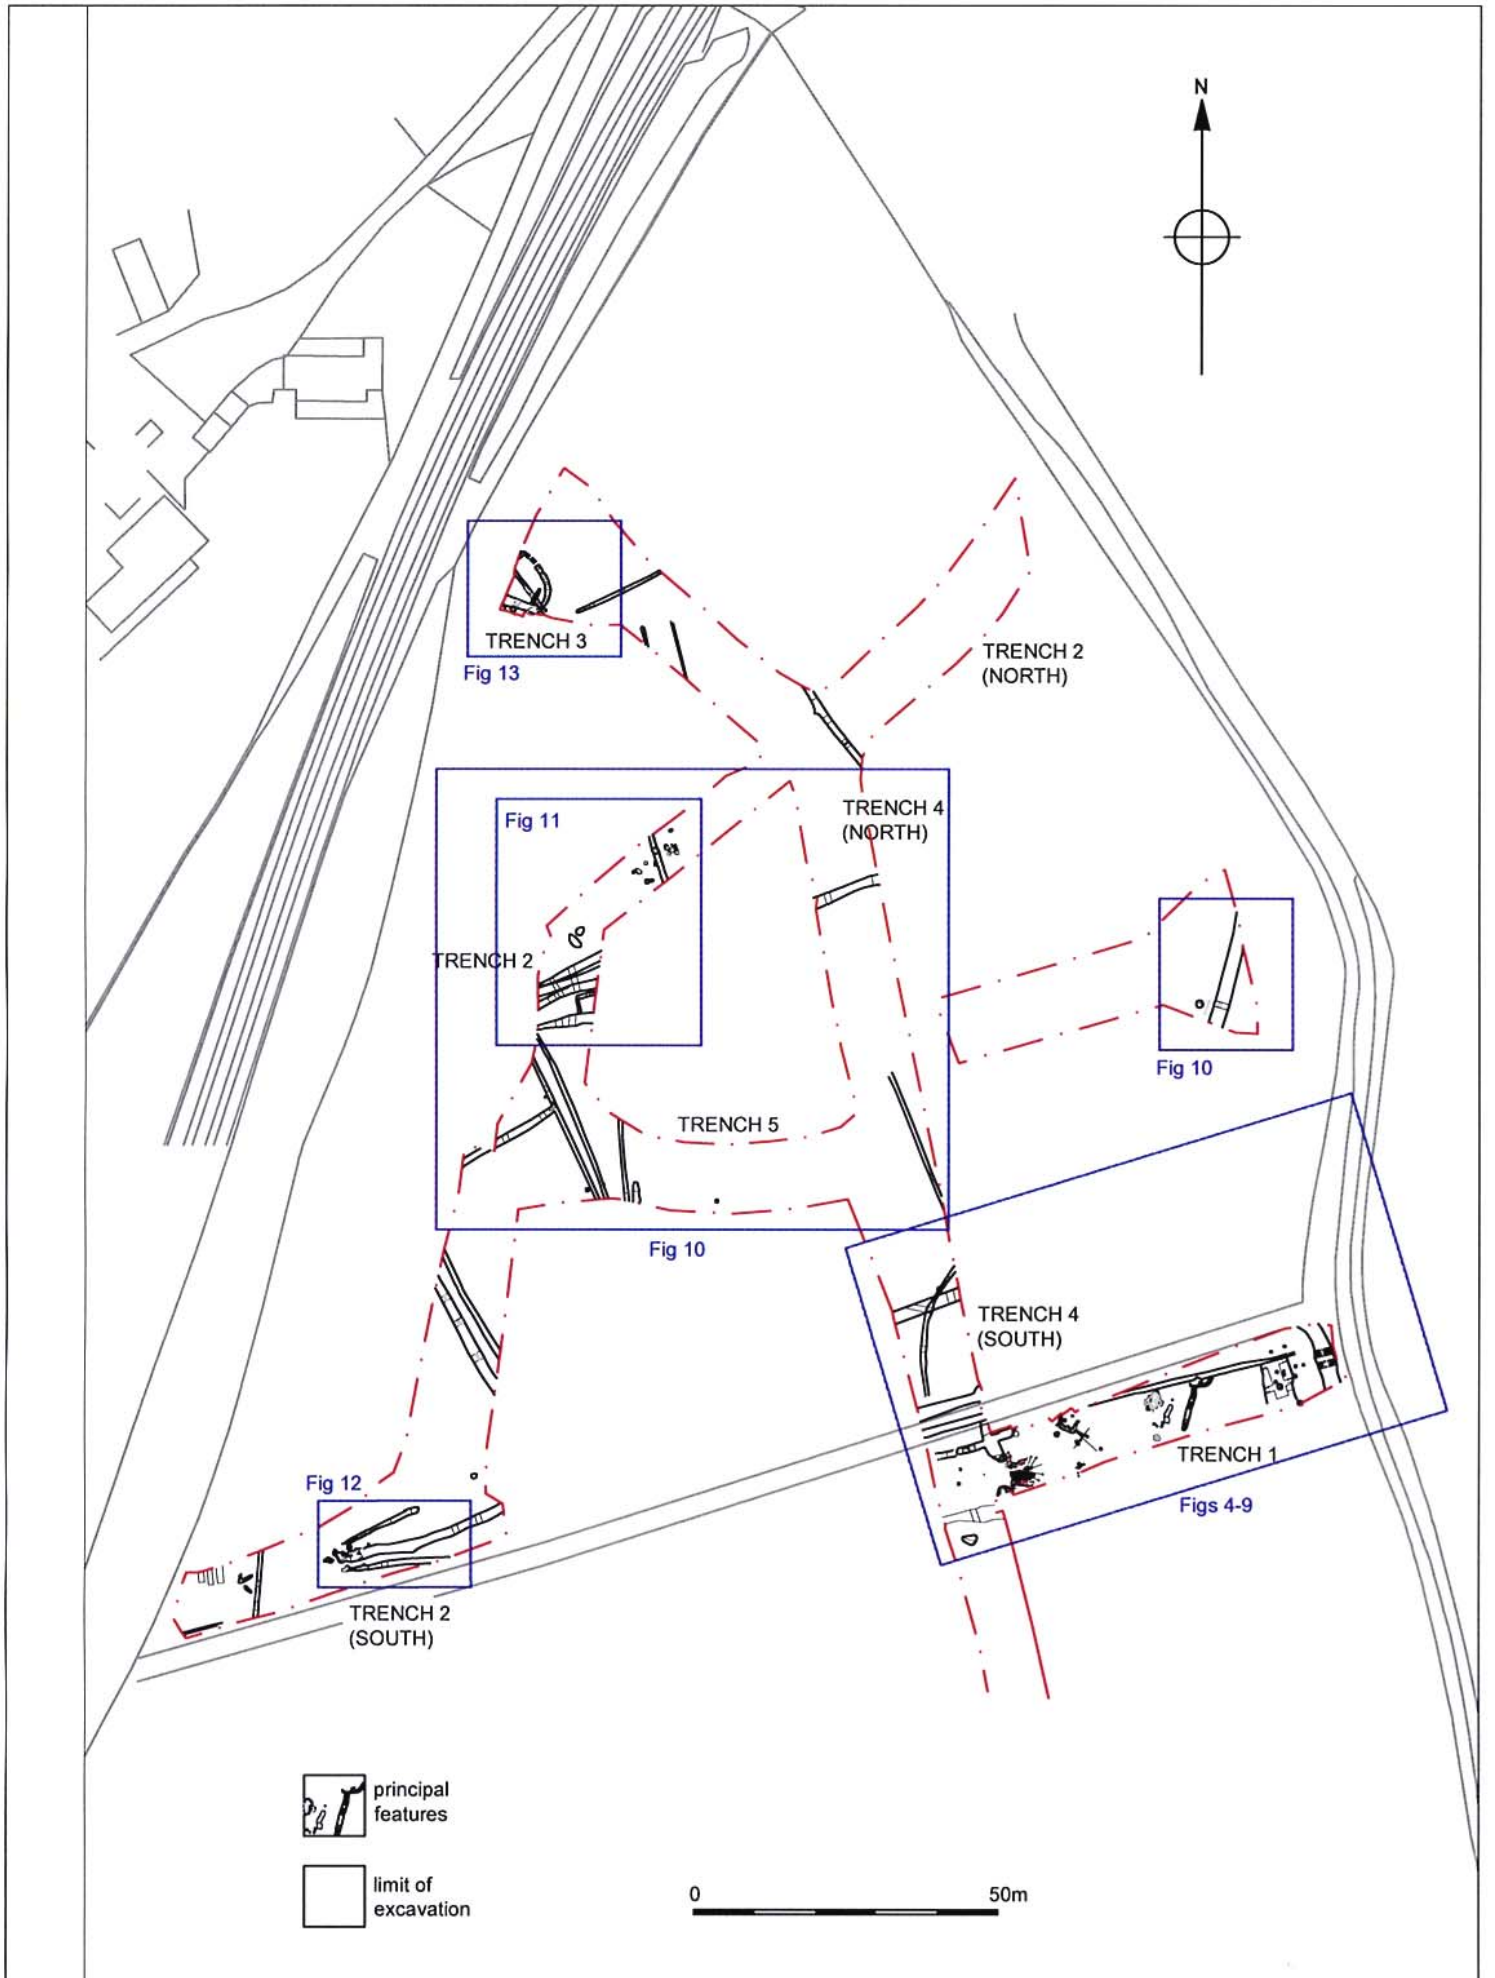 N
TRENCH 3
Fig 13
TRENCH 2
(NORTH)
TRENCH 4
(NORTH)
Fig 11
TRENCH 2
Fig 10
TRENCH 5
Fig 10
TRENCH 4
(SOUTH)
TRENCH 1
Figs 4-9
Fig 12
TRENCH 2
(SOUTH)
principal
features
limit of
excavation
0
50m